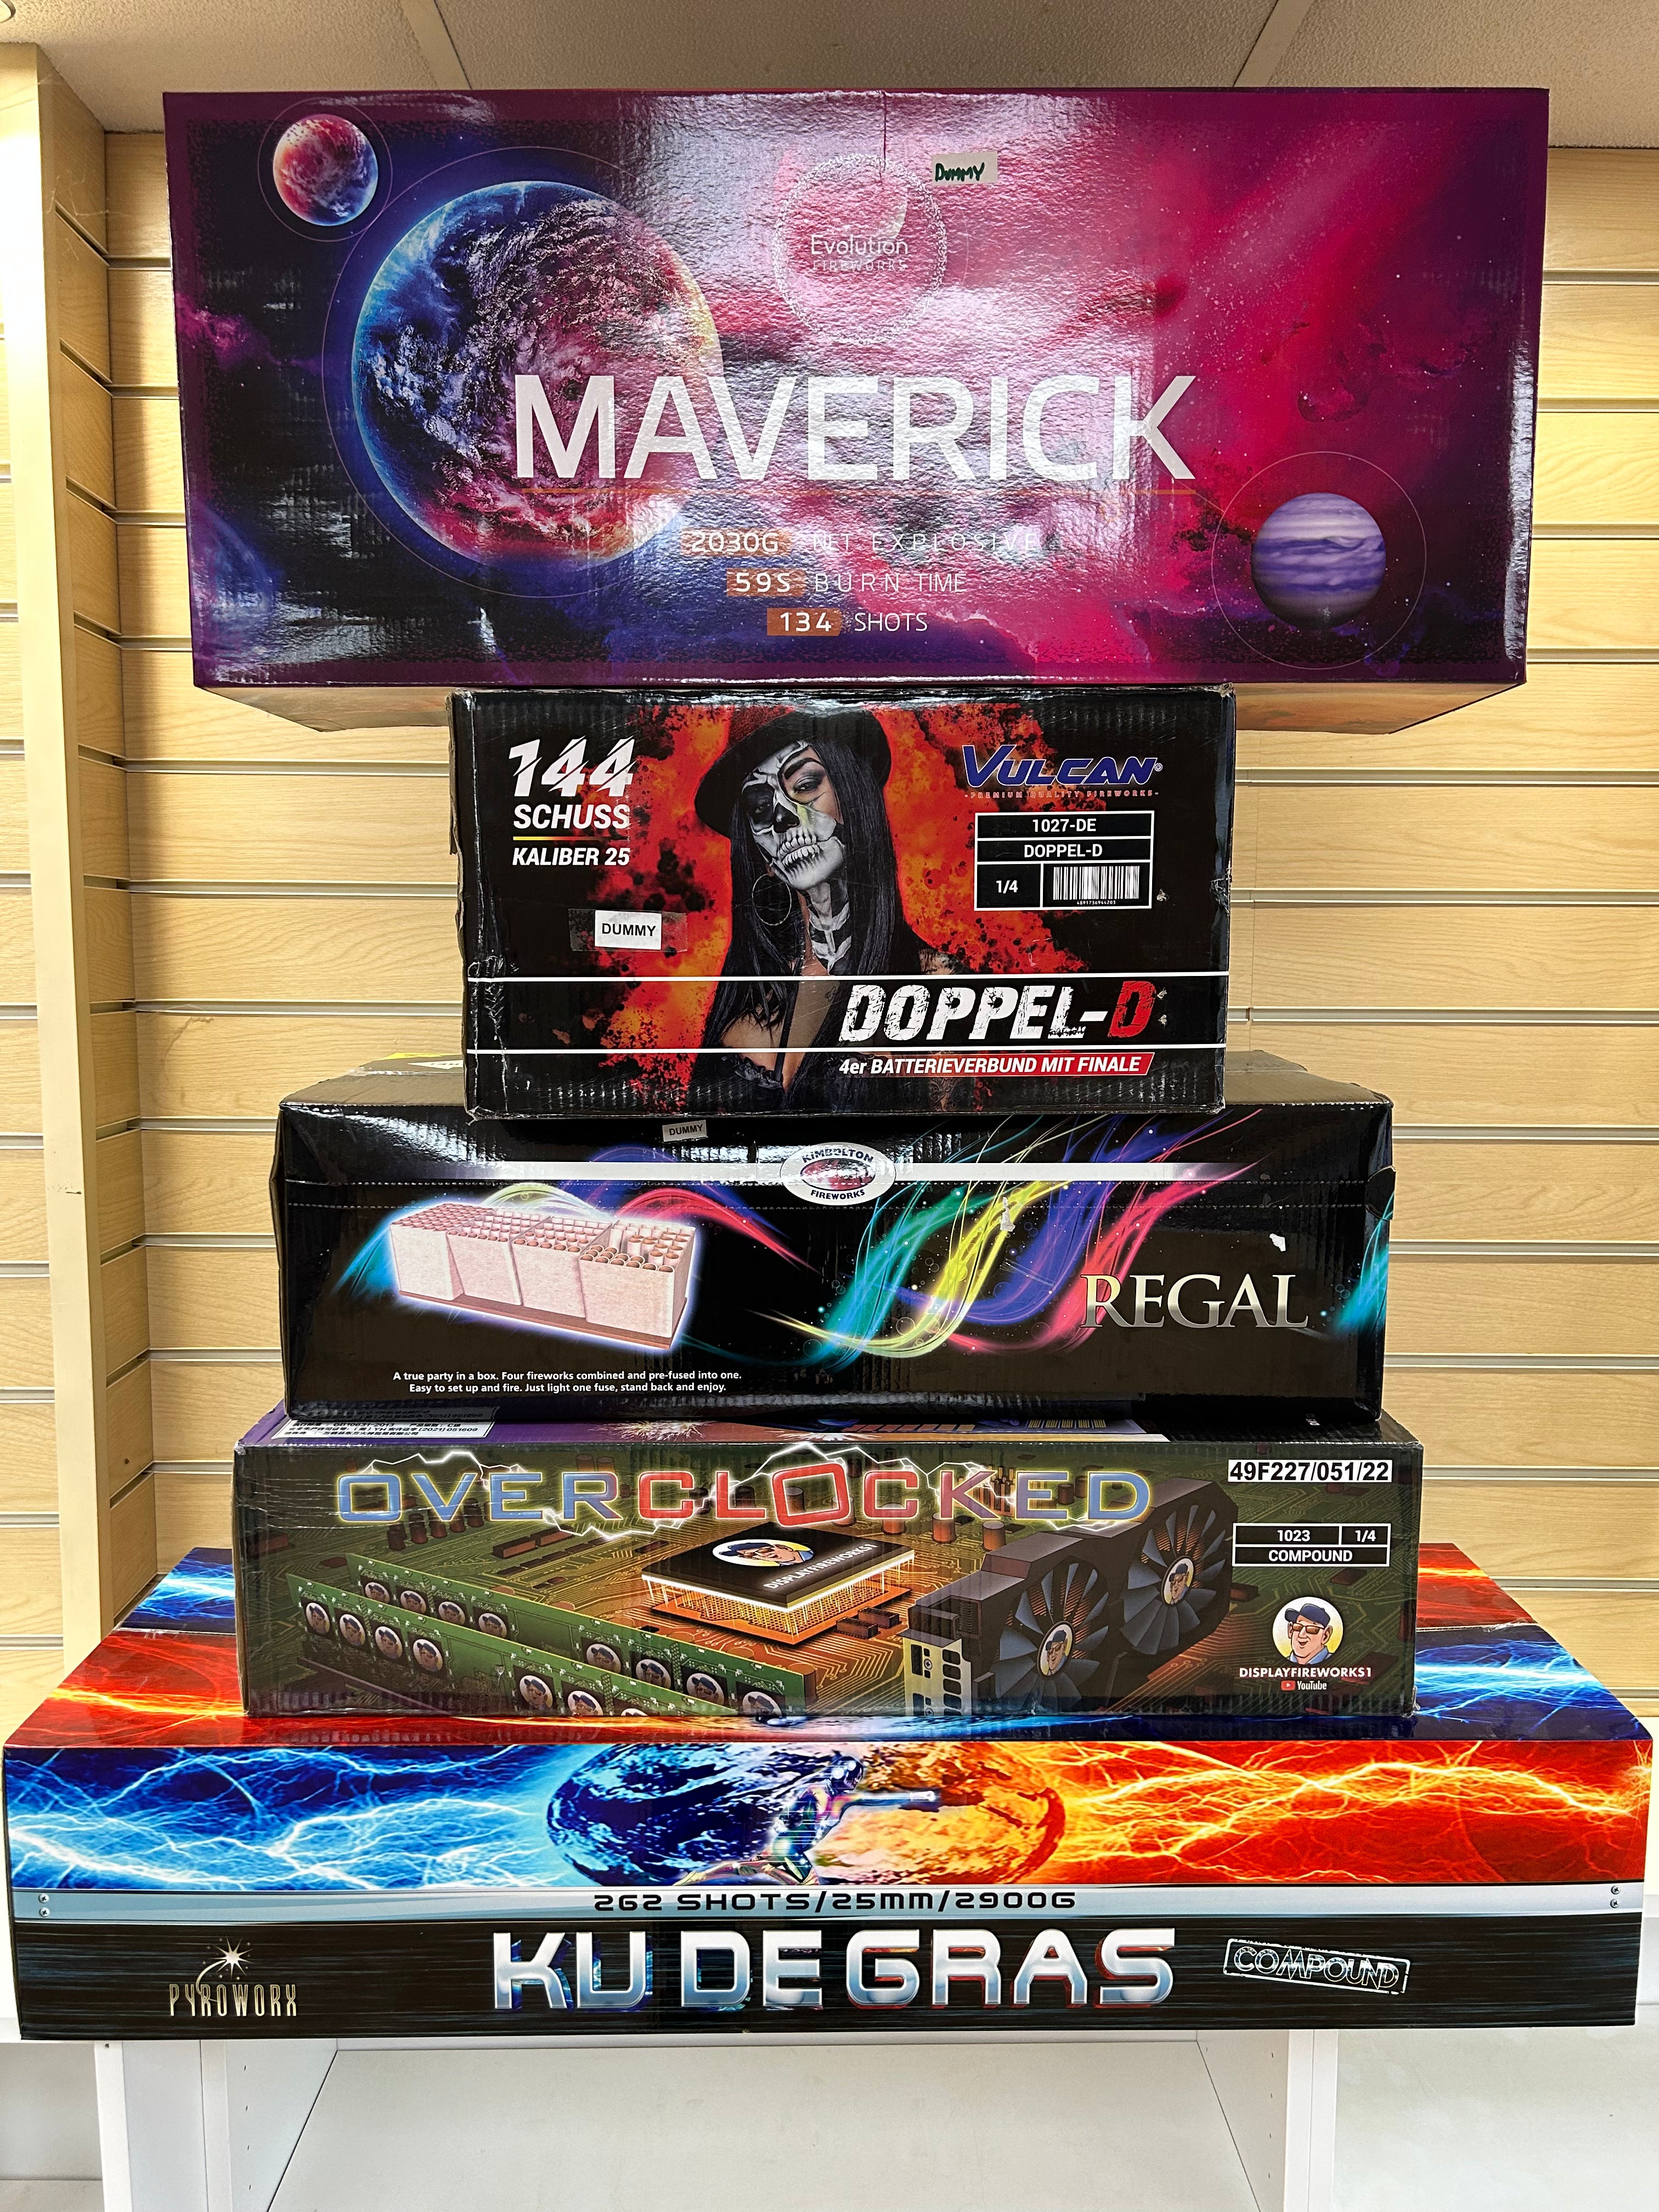 DUMMY
Evolution
FIREWORKS
MAVERICK
2030G NET EXPLOSIVE
59S BURN TIME
134 SHOTS
144
SCHUSS
KALIBER 25
DUMMY
VULCAN
-PREMIUM QUALITY FIREWORKS-
1027-DE
DOPPEL-D
1/4
DOPPEL-D
4er BATTERIEVERBUND MIT FINALE
DUMMY
KIMBOLTON
FIREWORKS
REGAL
A true party in a box. Four fireworks combined and pre-fused into one.
Easy to set up and fire. Just light one fuse, stand back and enjoy.
OVERCLOCKED
49F227/051/22
1023 1/4
COMPOUND
DISPLAYFIREWORKS1
DISPLAYFIREWORKS1
YouTube
262 SHOTS/25MM/2900G
KU DE GRAS
PYROWORX
COMPOUND